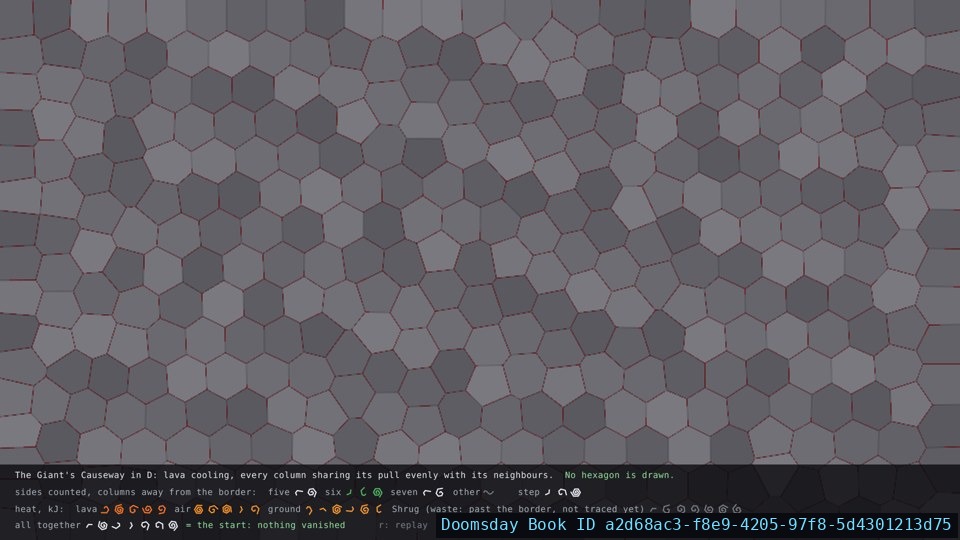 The Giant's Causeway in D: lava cooling, every column sharing its pull evenly with its neighbours. No hexagon is drawn.
sides counted, columns away from the border: five six seven other step
heat, kJ: lava air ground Shrug (waste: past the border, not traced yet)
all together = the start: nothing vanished r: replay
Doomsday Book ID a2d68ac3-f8e9-4205-97f8-5d4301213d75